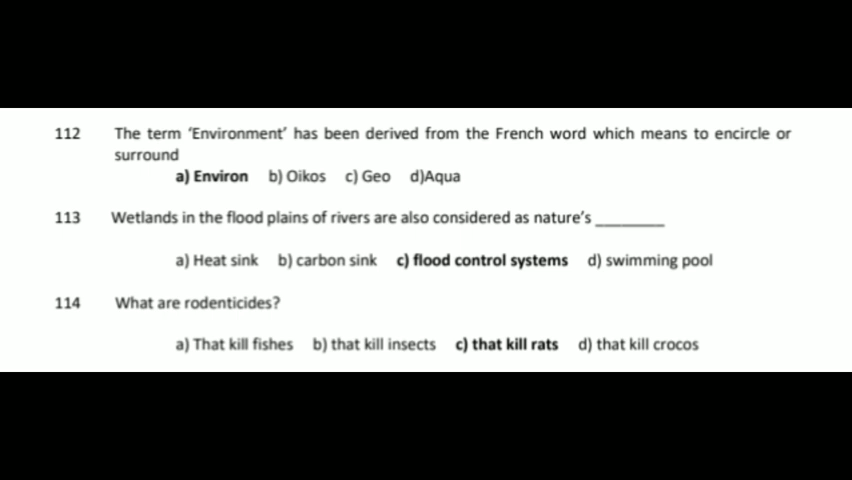 112 The term ‘Environment’ has been derived from the French word which means to encircle or
surround
a) Environ b) Oikos c) Geo d)Aqua
113 Wetlands in the flood plains of rivers are also considered as nature’s ________
a) Heat sink b) carbon sink c) flood control systems d) swimming pool
114 What are rodenticides?
a) That kill fishes b) that kill insects c) that kill rats d) that kill crocos